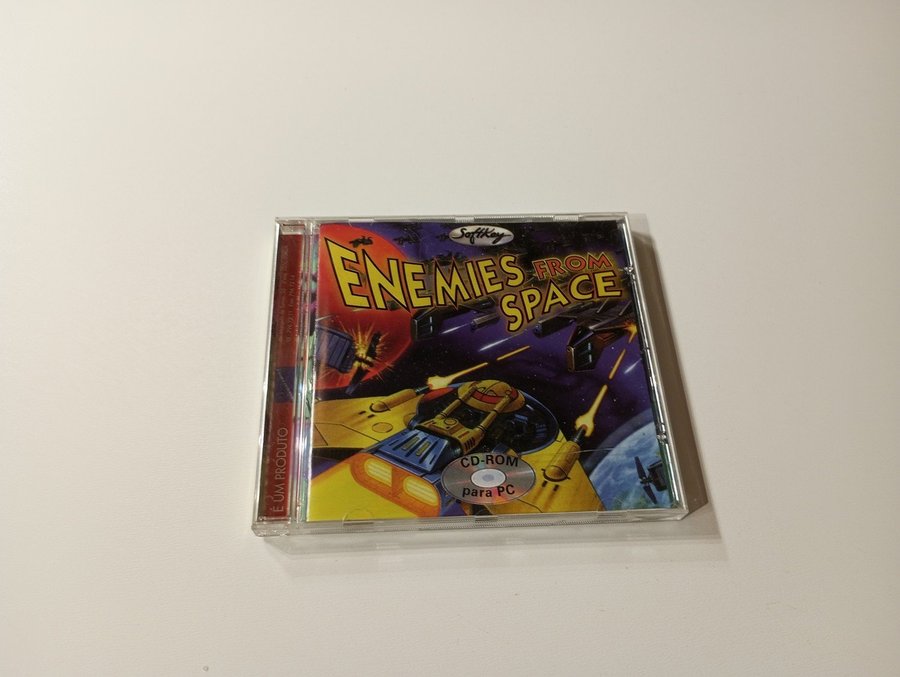 SoftKey
ENEMIES FROM
SPACE
CD-ROM
para PC
É UM PRODUTO